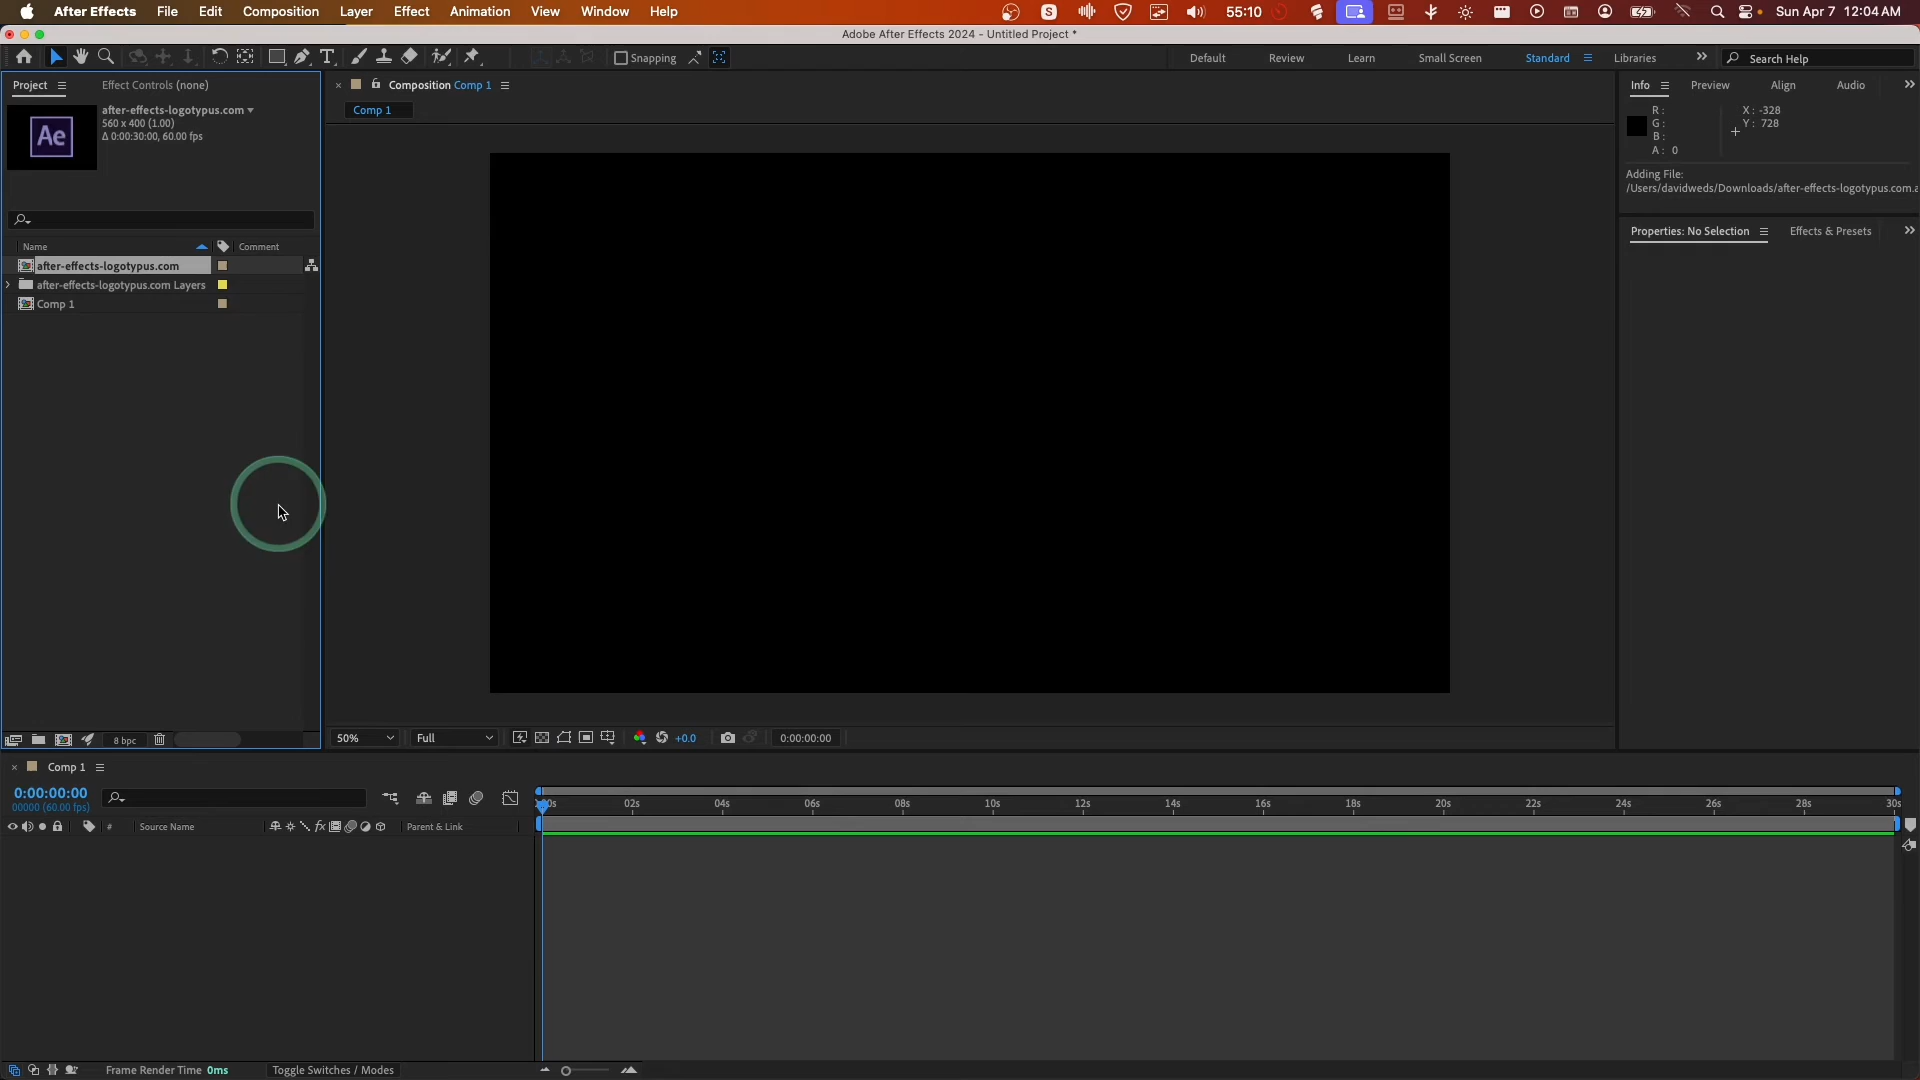 After Effects File Edit Composition Layer Effect Animation View Window Help 55:10 Sun Apr 7 12:04 AM
Adobe After Effects 2024 - Untitled Project *
Snapping Default Review Learn Small Screen Standard Libraries Search Help
Project Effect Controls (none)
× Composition Comp 1
Info Preview Align Audio
Ae
after-effects-logotypus.com
560 x 400 (1.00)
Δ 0:00:30:00, 60.00 fps
Comp 1
R:
G:
B:
A: 0
X: -328
Y: 728
Adding File:
/Users/davidweds/Downloads/after-effects-logotypus.com.a
Name Comment
Properties: No Selection Effects & Presets
after-effects-logotypus.com
after-effects-logotypus.com Layers
Comp 1
8 bpc
50% Full +0.0 0:00:00:00
× Comp 1
0:00:00:00
00000 (60.00 fps)
02s 04s 06s 08s 10s 12s 14s 16s 18s 20s 22s 24s 26s 28s 30s
# Source Name fx Parent & Link
Frame Render Time 0ms Toggle Switches / Modes